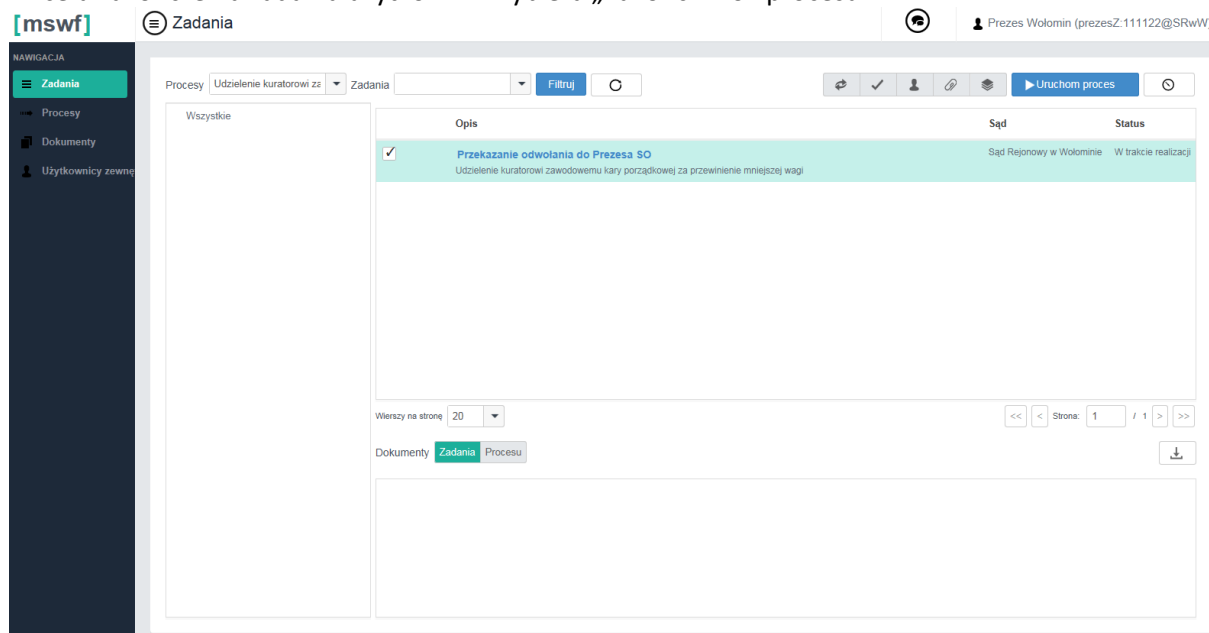 [mswf]
Zadania
Prezes Wołomin (prezesZ:111122@SRwW)
NAWIGACJA
Zadania
Procesy
Dokumenty
Użytkownicy zewnę
Procesy Udzielenie kuratorowi za Zadania Filtruj Uruchom proces
Wszystkie
Opis Sąd Status
Przekazanie odwołania do Prezesa SO Sąd Rejonowy w Wołominie W trakcie realizacji
Udzielenie kuratorowi zawodowemu kary porządkowej za przewinienie mniejszej wagi
Wierszy na stronę 20 << < Strona: 1 / 1 > >>
Dokumenty Zadania Procesu